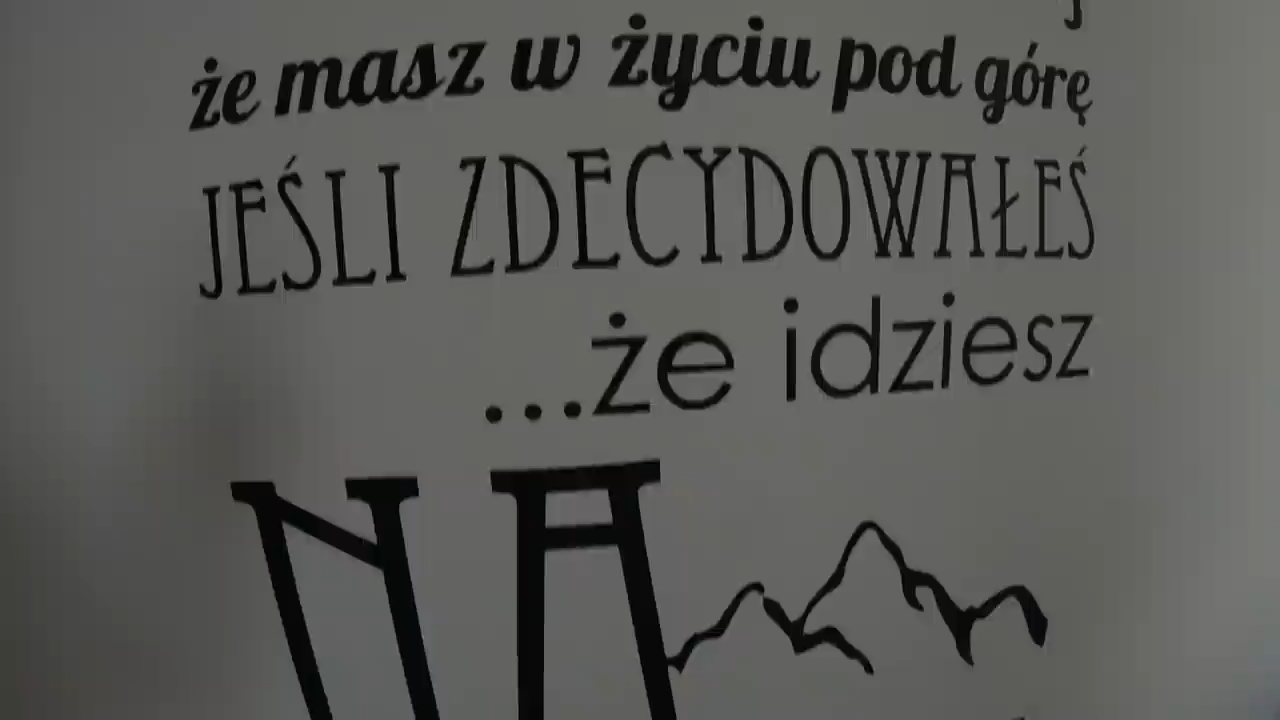 że masz w życiu pod górę
JEŚLI ZDECYDOWAŁEŚ
...że idziesz
NA